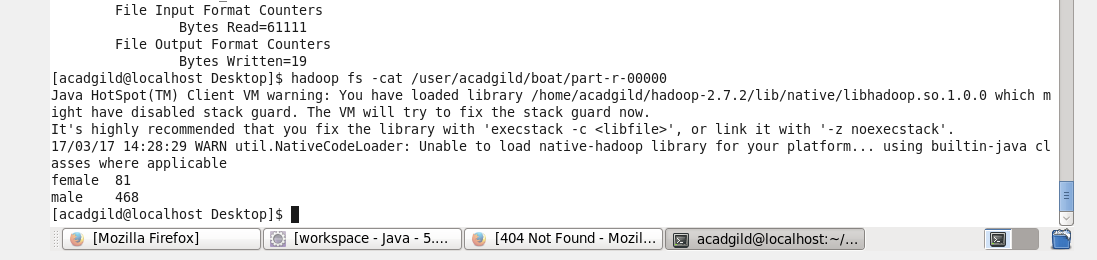 File Input Format Counters
Bytes Read=61111
File Output Format Counters
Bytes Written=19
[acadgild@localhost Desktop]$ hadoop fs -cat /user/acadgild/boat/part-r-00000
Java HotSpot(TM) Client VM warning: You have loaded library /home/acadgild/hadoop-2.7.2/lib/native/libhadoop.so.1.0.0 which m
ight have disabled stack guard. The VM will try to fix the stack guard now.
It's highly recommended that you fix the library with 'execstack -c <libfile>', or link it with '-z noexecstack'.
17/03/17 14:28:29 WARN util.NativeCodeLoader: Unable to load native-hadoop library for your platform... using builtin-java cl
asses where applicable
female 81
male 468
[acadgild@localhost Desktop]$
[Mozilla Firefox] [workspace - Java - 5.... [404 Not Found - Mozil... acadgild@localhost:~/...